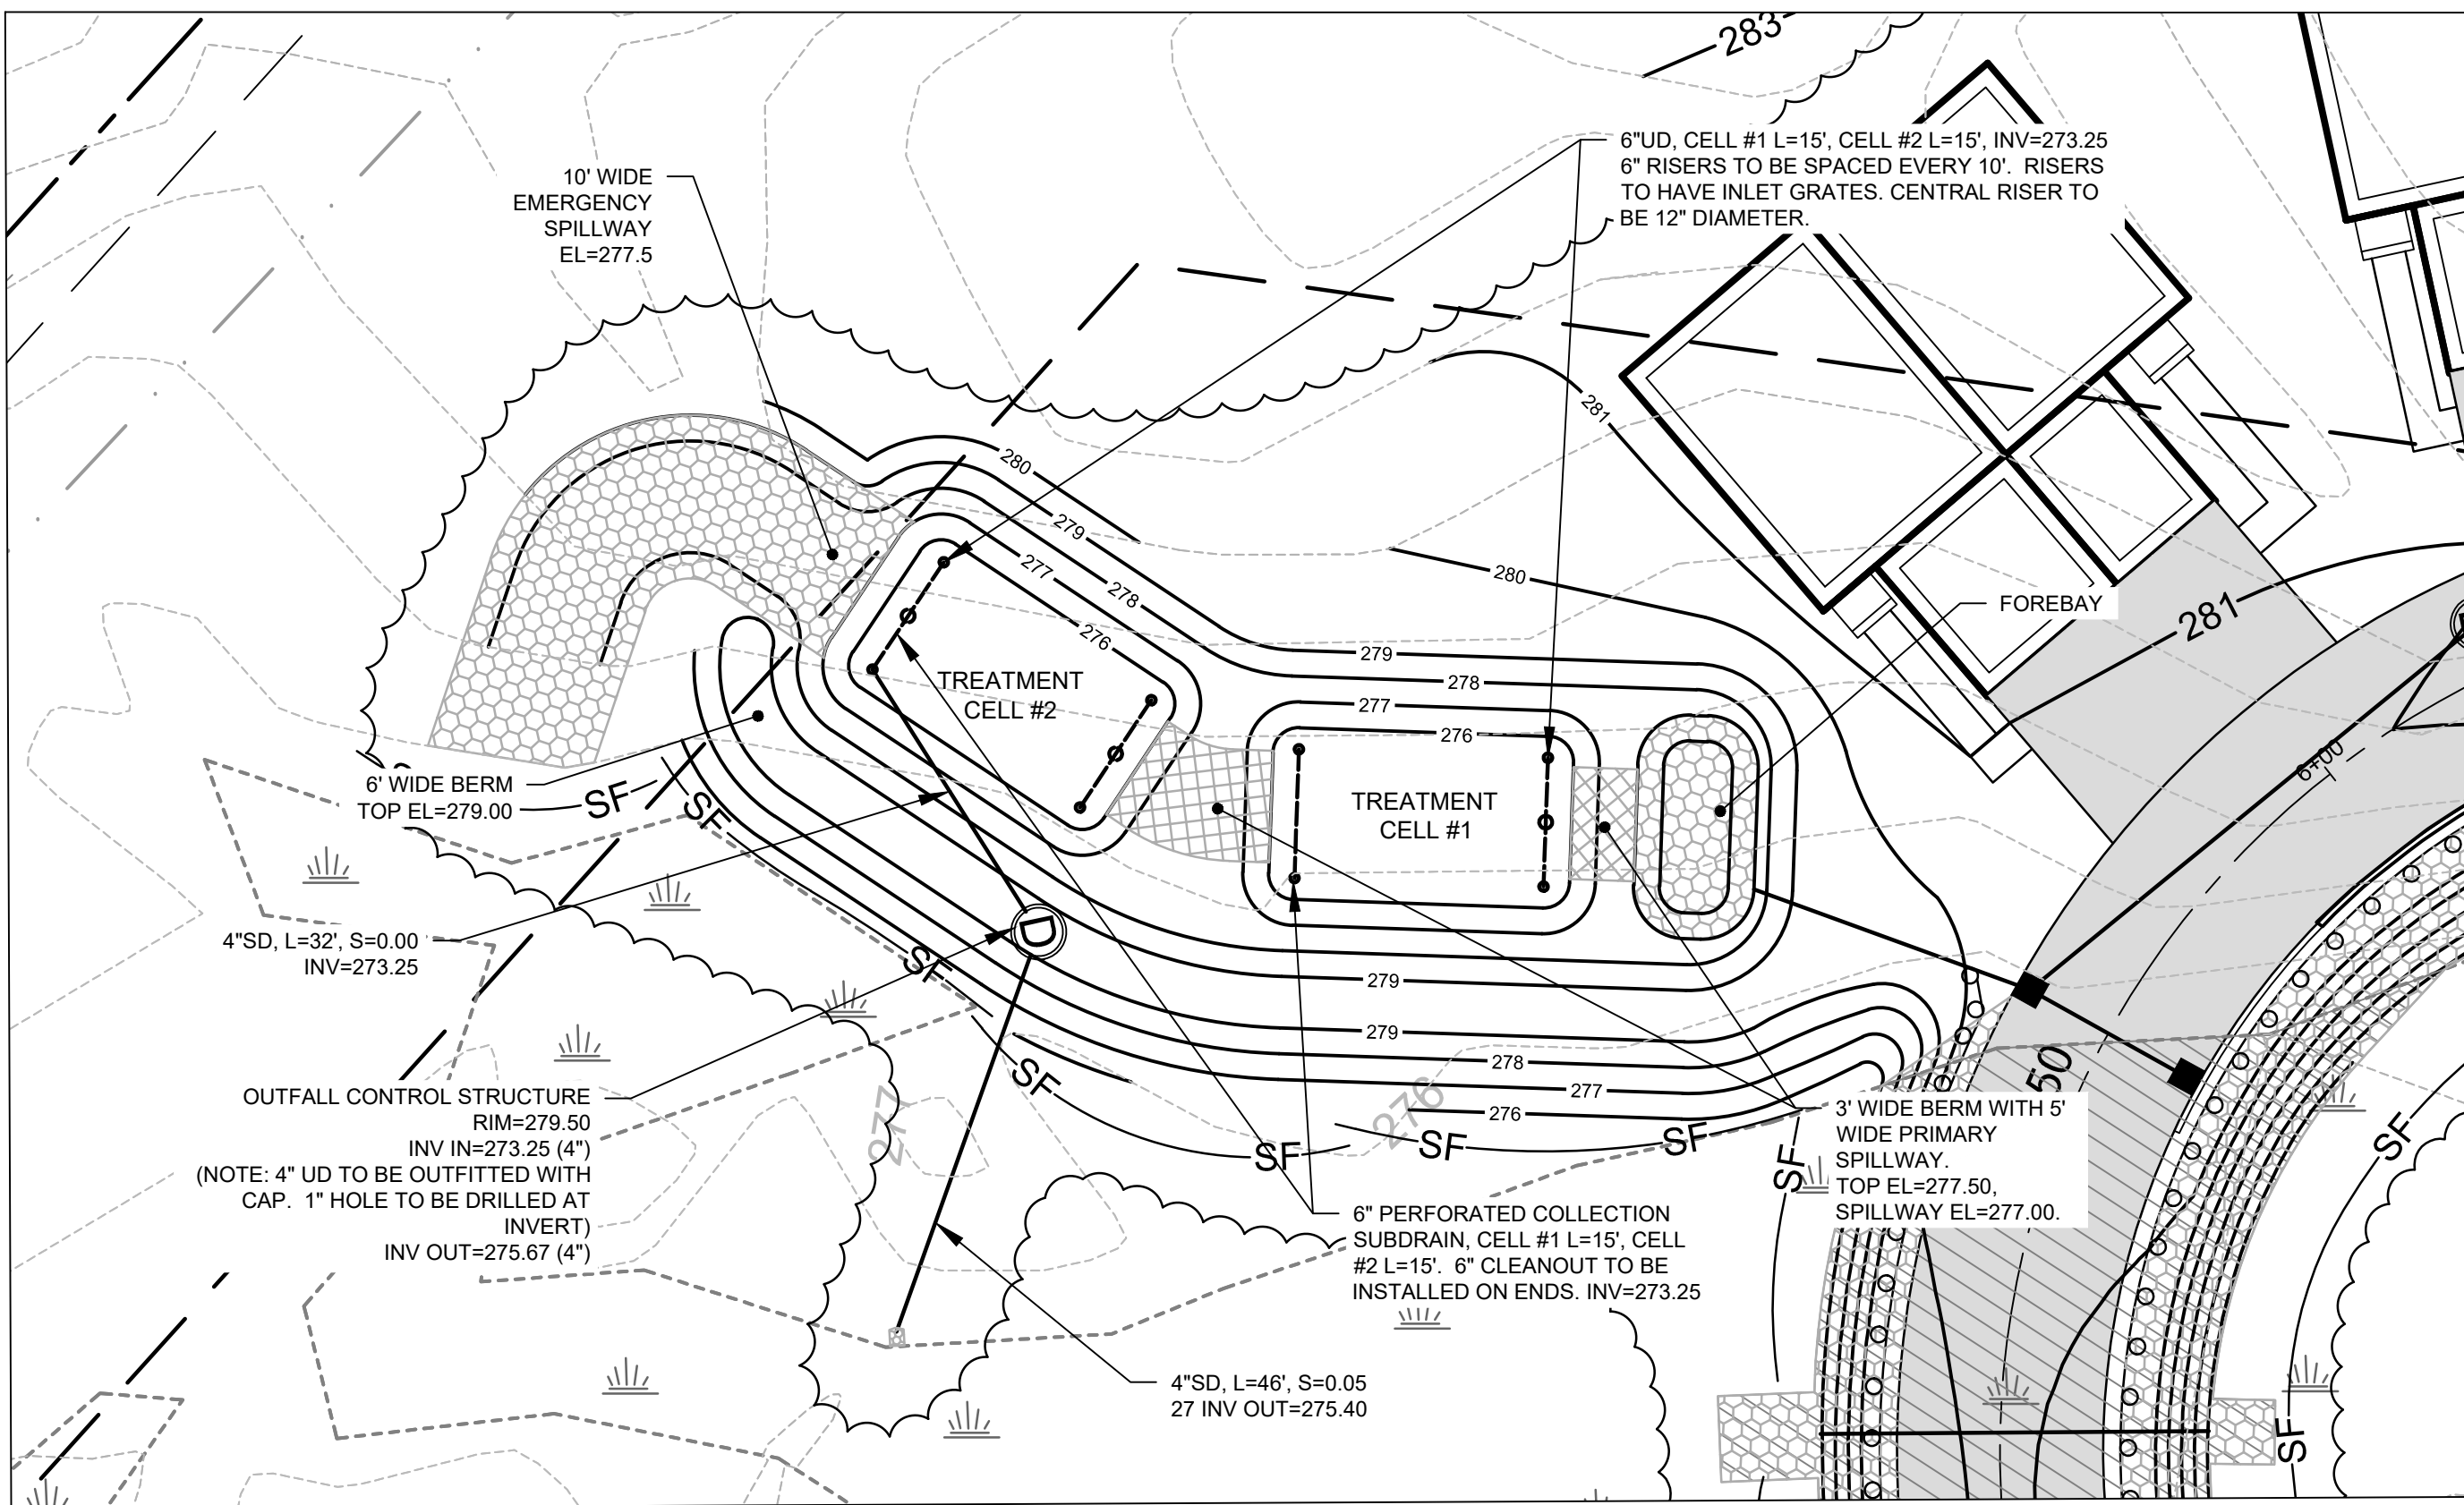 283
6"UD, CELL #1 L=15', CELL #2 L=15', INV=273.25
6" RISERS TO BE SPACED EVERY 10'. RISERS
TO HAVE INLET GRATES. CENTRAL RISER TO
BE 12" DIAMETER.
10' WIDE
EMERGENCY
SPILLWAY
EL=277.5
281
280
279
277
278
276
280
FOREBAY
281
TREATMENT
CELL #2
279
278
277
276
TREATMENT
CELL #1
6+00
6' WIDE BERM
TOP EL=279.00
SF
SF
4"SD, L=32', S=0.00
INV=273.25
D
SF
279
279
278
277
276
50
SF
277
276
SF
SF
SF
SF
SF
OUTFALL CONTROL STRUCTURE
RIM=279.50
INV IN=273.25 (4")
(NOTE: 4" UD TO BE OUTFITTED WITH
CAP. 1" HOLE TO BE DRILLED AT
INVERT)
INV OUT=275.67 (4")
3' WIDE BERM WITH 5'
WIDE PRIMARY
SPILLWAY.
TOP EL=277.50,
SPILLWAY EL=277.00.
6" PERFORATED COLLECTION
SUBDRAIN, CELL #1 L=15', CELL
#2 L=15'. 6" CLEANOUT TO BE
INSTALLED ON ENDS. INV=273.25
4"SD, L=46', S=0.05
27 INV OUT=275.40
SF